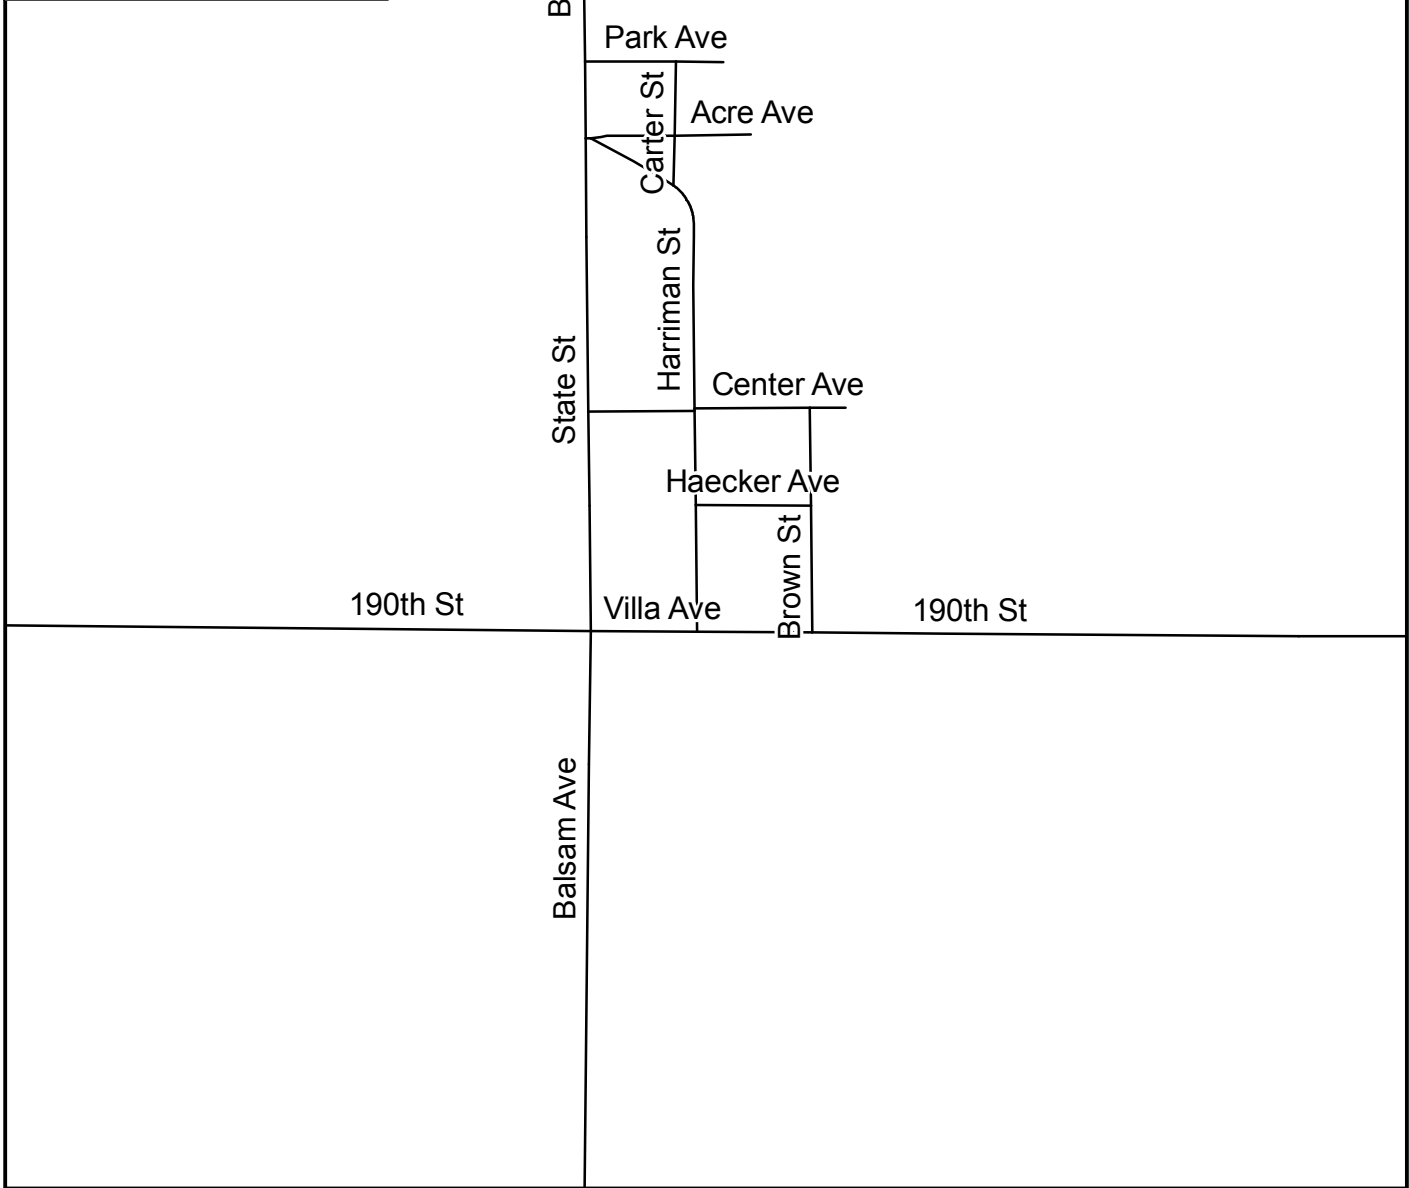 B
Park Ave
Carter St
Acre Ave
Harriman St
State St
Center Ave
Haecker Ave
Brown St
190th St
Villa Ave
190th St
Balsam Ave